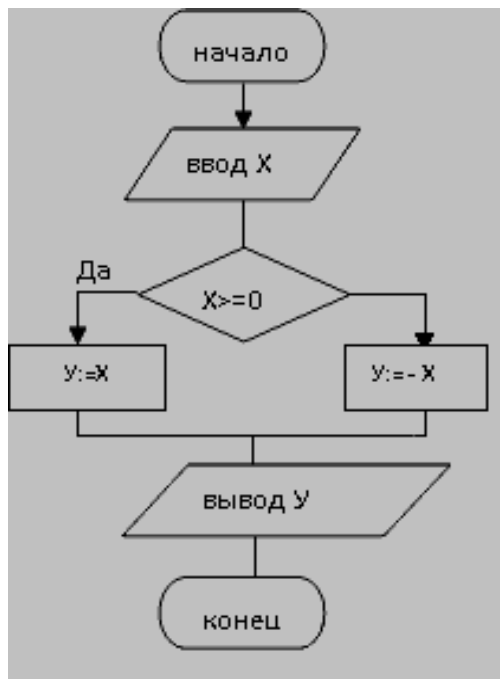 начало
ввод X
Да
X>=0
У:=X
У:=- X
вывод У
конец